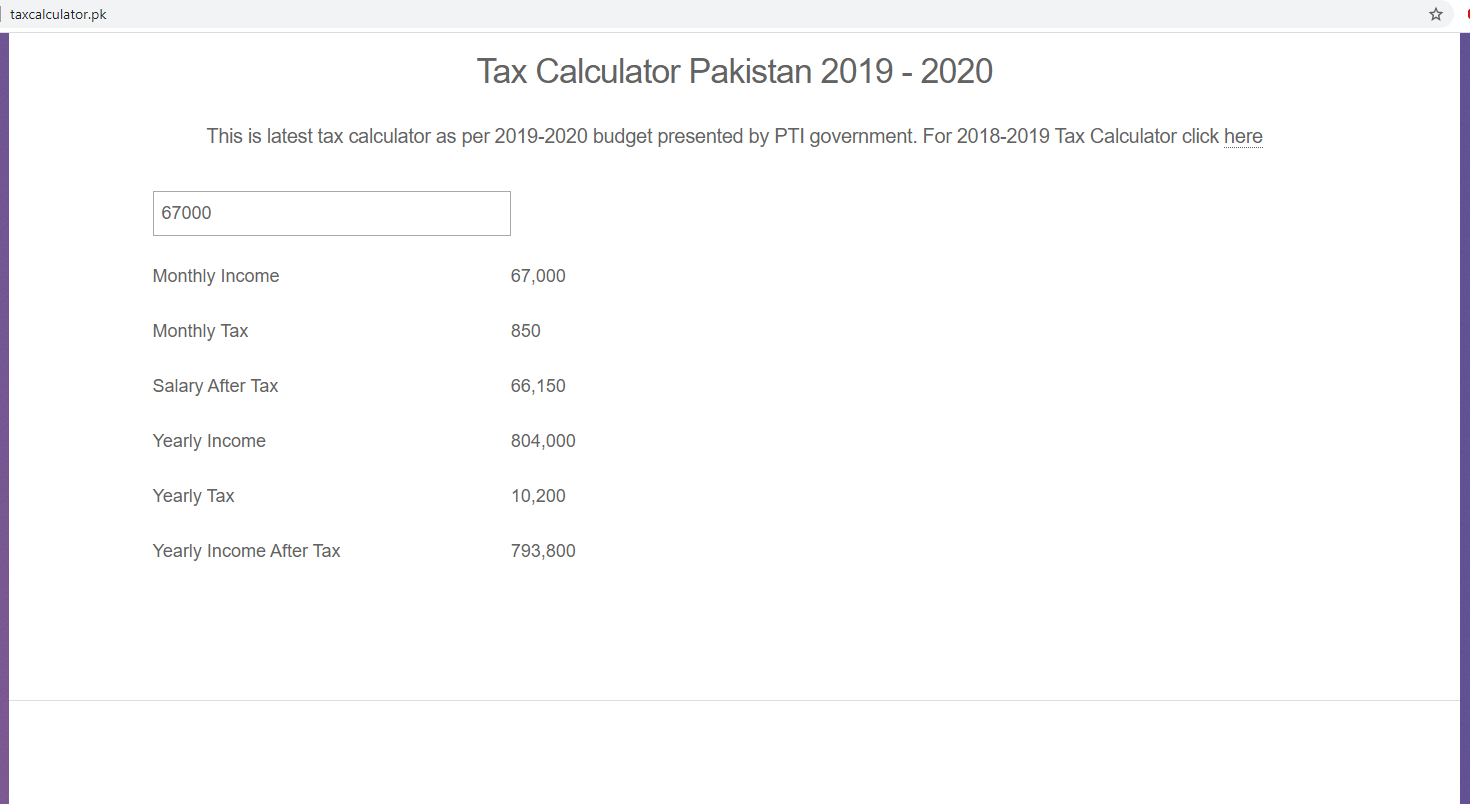 taxcalculator.pk
Tax Calculator Pakistan 2019 - 2020
This is latest tax calculator as per 2019-2020 budget presented by PTI government. For 2018-2019 Tax Calculator click here
67000
Monthly Income 67,000
Monthly Tax 850
Salary After Tax 66,150
Yearly Income 804,000
Yearly Tax 10,200
Yearly Income After Tax 793,800